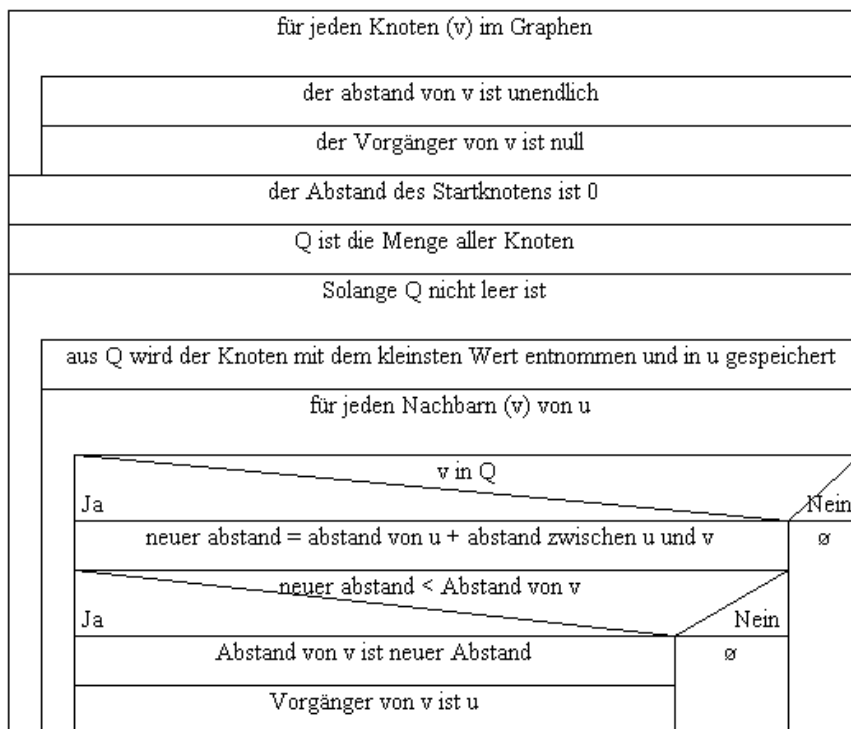 für jeden Knoten (v) im Graphen
der abstand von v ist unendlich
der Vorgänger von v ist null
der Abstand des Startknotens ist 0
Q ist die Menge aller Knoten
Solange Q nicht leer ist
aus Q wird der Knoten mit dem kleinsten Wert entnommen und in u gespeichert
für jeden Nachbarn (v) von u
v in Q
Ja Nein
neuer abstand = abstand von u + abstand zwischen u und v ø
neuer abstand < Abstand von v
Ja Nein
Abstand von v ist neuer Abstand ø
Vorgänger von v ist u